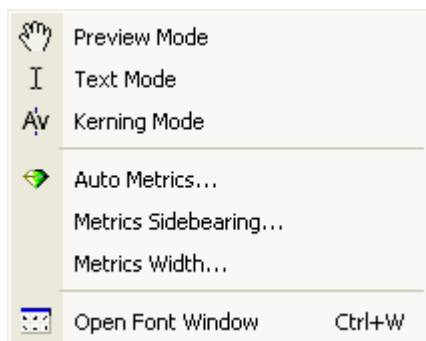 Preview Mode
Text Mode
Kerning Mode
Auto Metrics...
Metrics Sidebearing...
Metrics Width...
Open Font Window Ctrl+W